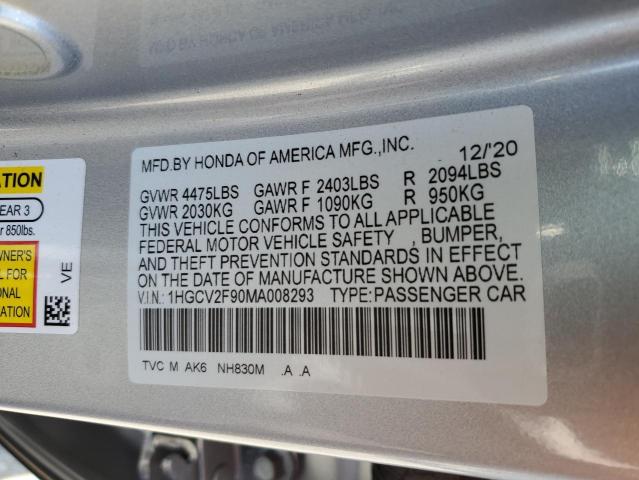 MFD.BY HONDA OF AMERICA MFG.,INC. 12/'20
GVWR 4475LBS GAWR F 2403LBS R 2094LBS
GVWR 2030KG GAWR F 1090KG R 950KG
THIS VEHICLE CONFORMS TO ALL APPLICABLE
FEDERAL MOTOR VEHICLE SAFETY , BUMPER,
AND THEFT PREVENTION STANDARDS IN EFFECT
ON THE DATE OF MANUFACTURE SHOWN ABOVE.
V.I.N.: 1HGCV2F90MA008293 TYPE:PASSENGER CAR
TVC M AK6 NH830M .A .A
EAR 3
850lbs.
WNER'S
L FOR
ONAL
VE